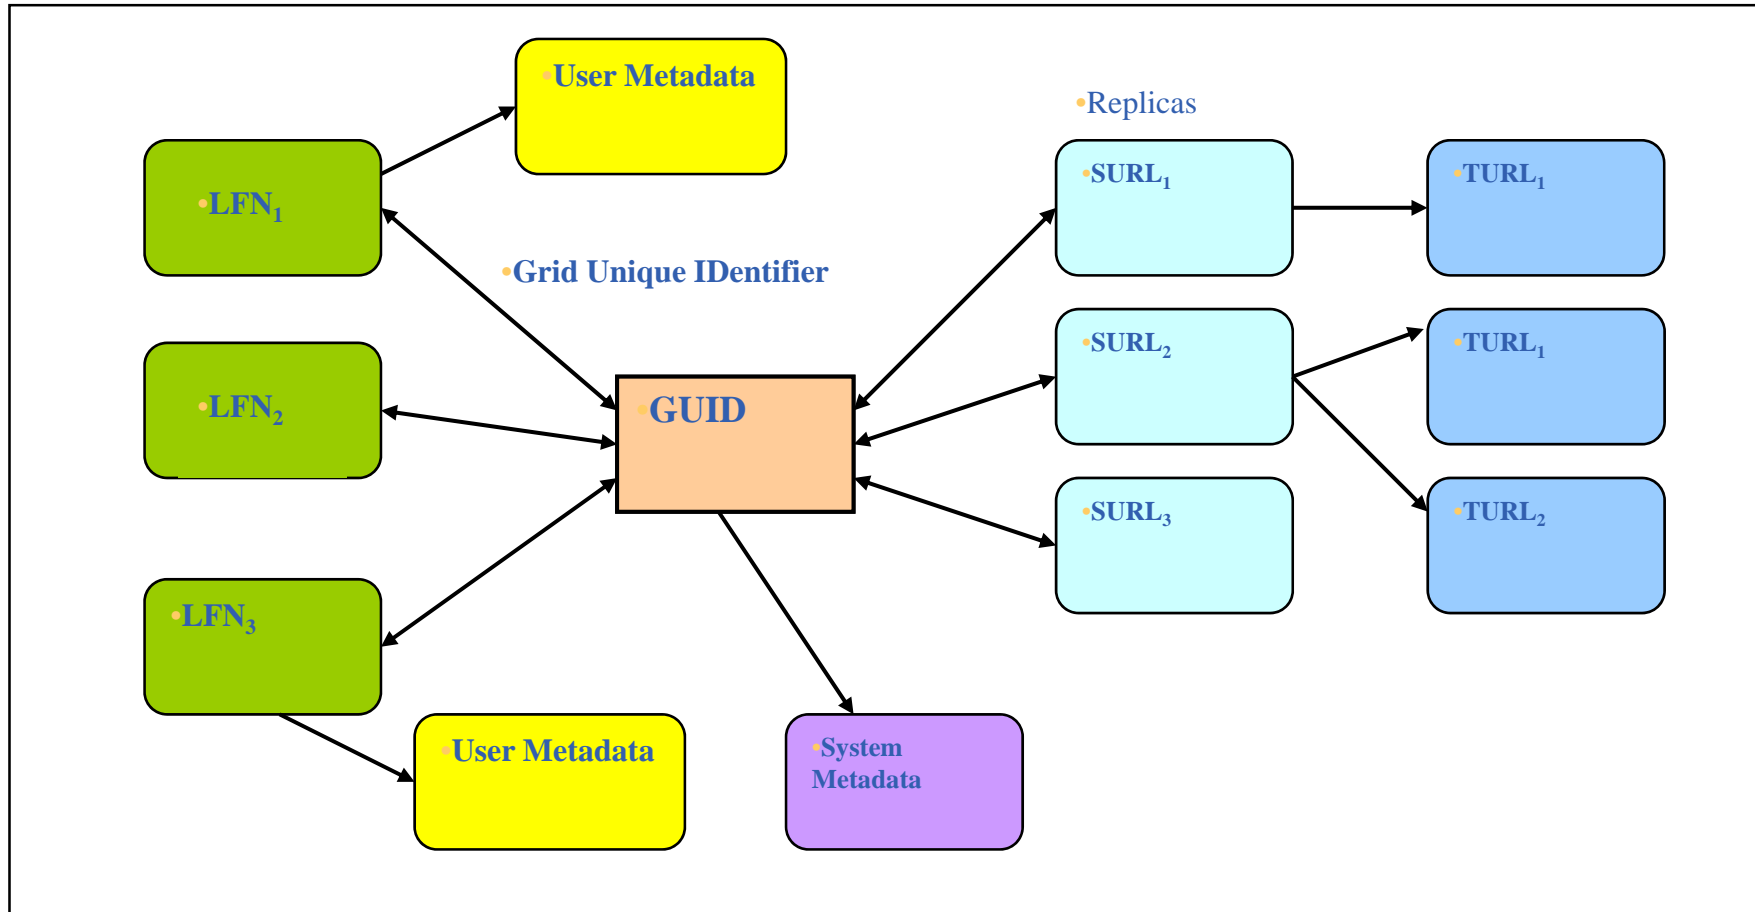 •User Metadata
•Replicas
•LFN₁
•SURL₁
•TURL₁
•Grid Unique IDentifier
•LFN₂
•GUID
•SURL₂
•TURL₁
•SURL₃
•TURL₂
•LFN₃
•User Metadata
•System
Metadata